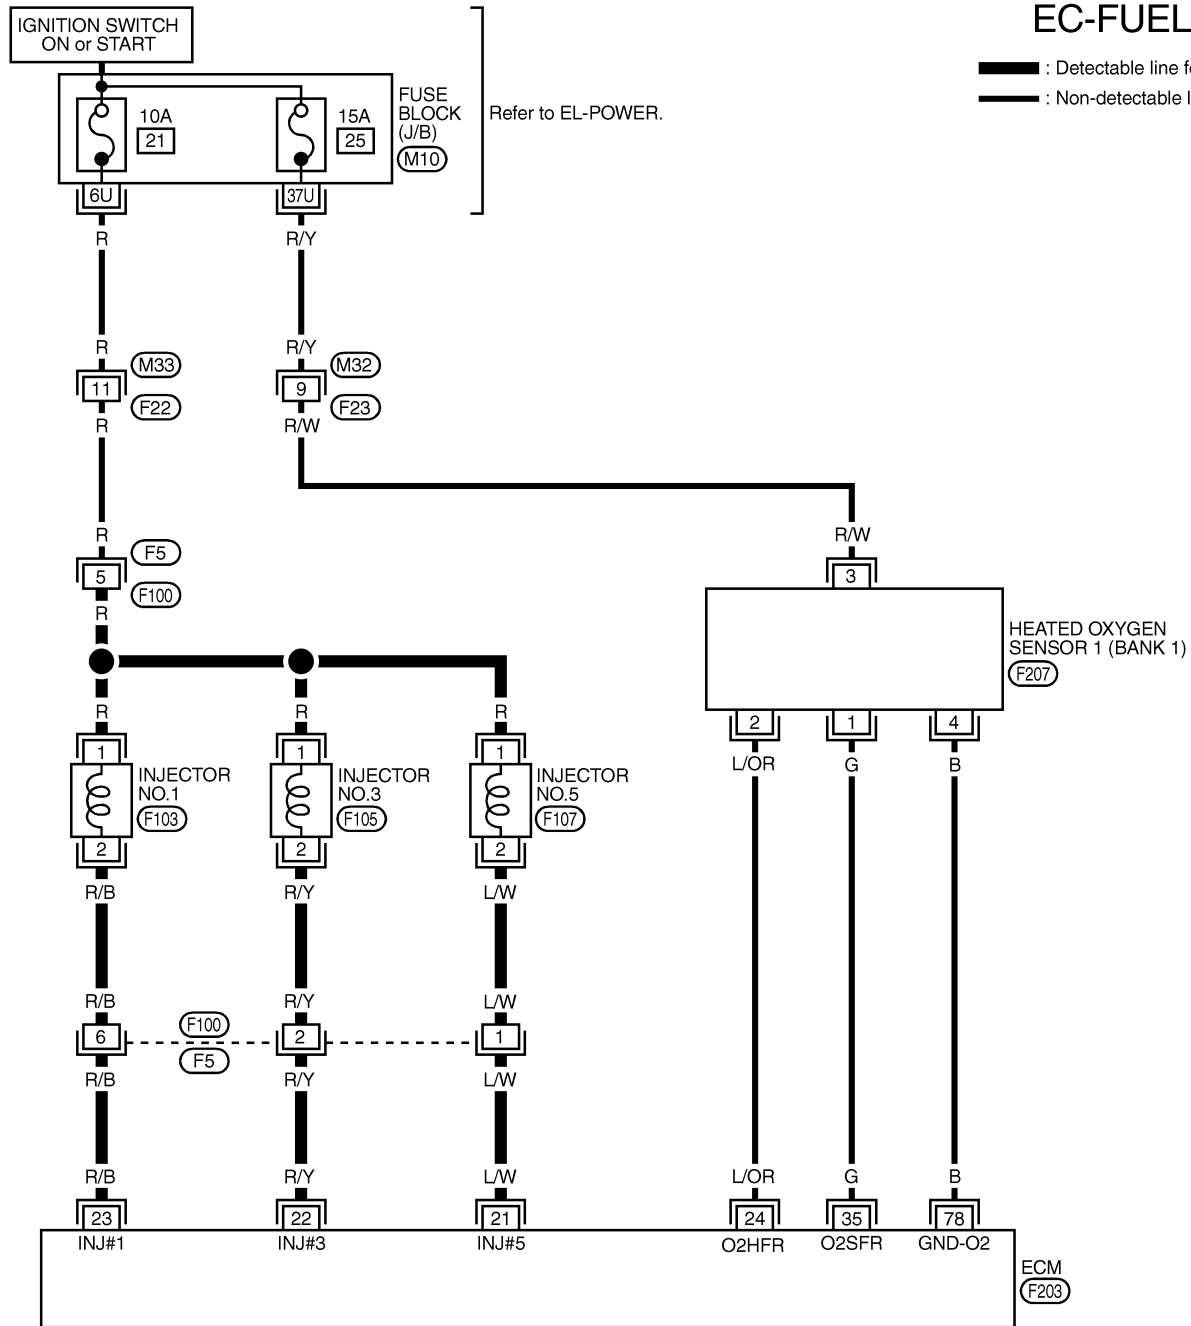 EC-FUEL
: Detectable line
: Non-detectable
IGNITION SWITCH
ON or START
10A
21
15A
25
FUSE
BLOCK
(J/B)
M10
Refer to EL-POWER.
6U
37U
R
R/Y
R
R/Y
11
M33
F22
9
M32
F23
R
R/W
R
R/W
5
F5
F100
3
R
HEATED OXYGEN
SENSOR 1 (BANK 1)
F207
R
R
R
2
1
4
1
1
1
L/OR
G
B
INJECTOR
NO.1
F103
INJECTOR
NO.3
F105
INJECTOR
NO.5
F107
2
2
2
R/B
R/Y
L/W
R/B
R/Y
L/W
6
F100
F5
2
1
R/B
R/Y
L/W
R/B
R/Y
L/W
L/OR
G
B
23
22
21
24
35
78
INJ#1
INJ#3
INJ#5
O2HFR
O2SFR
GND-O2
ECM
F203